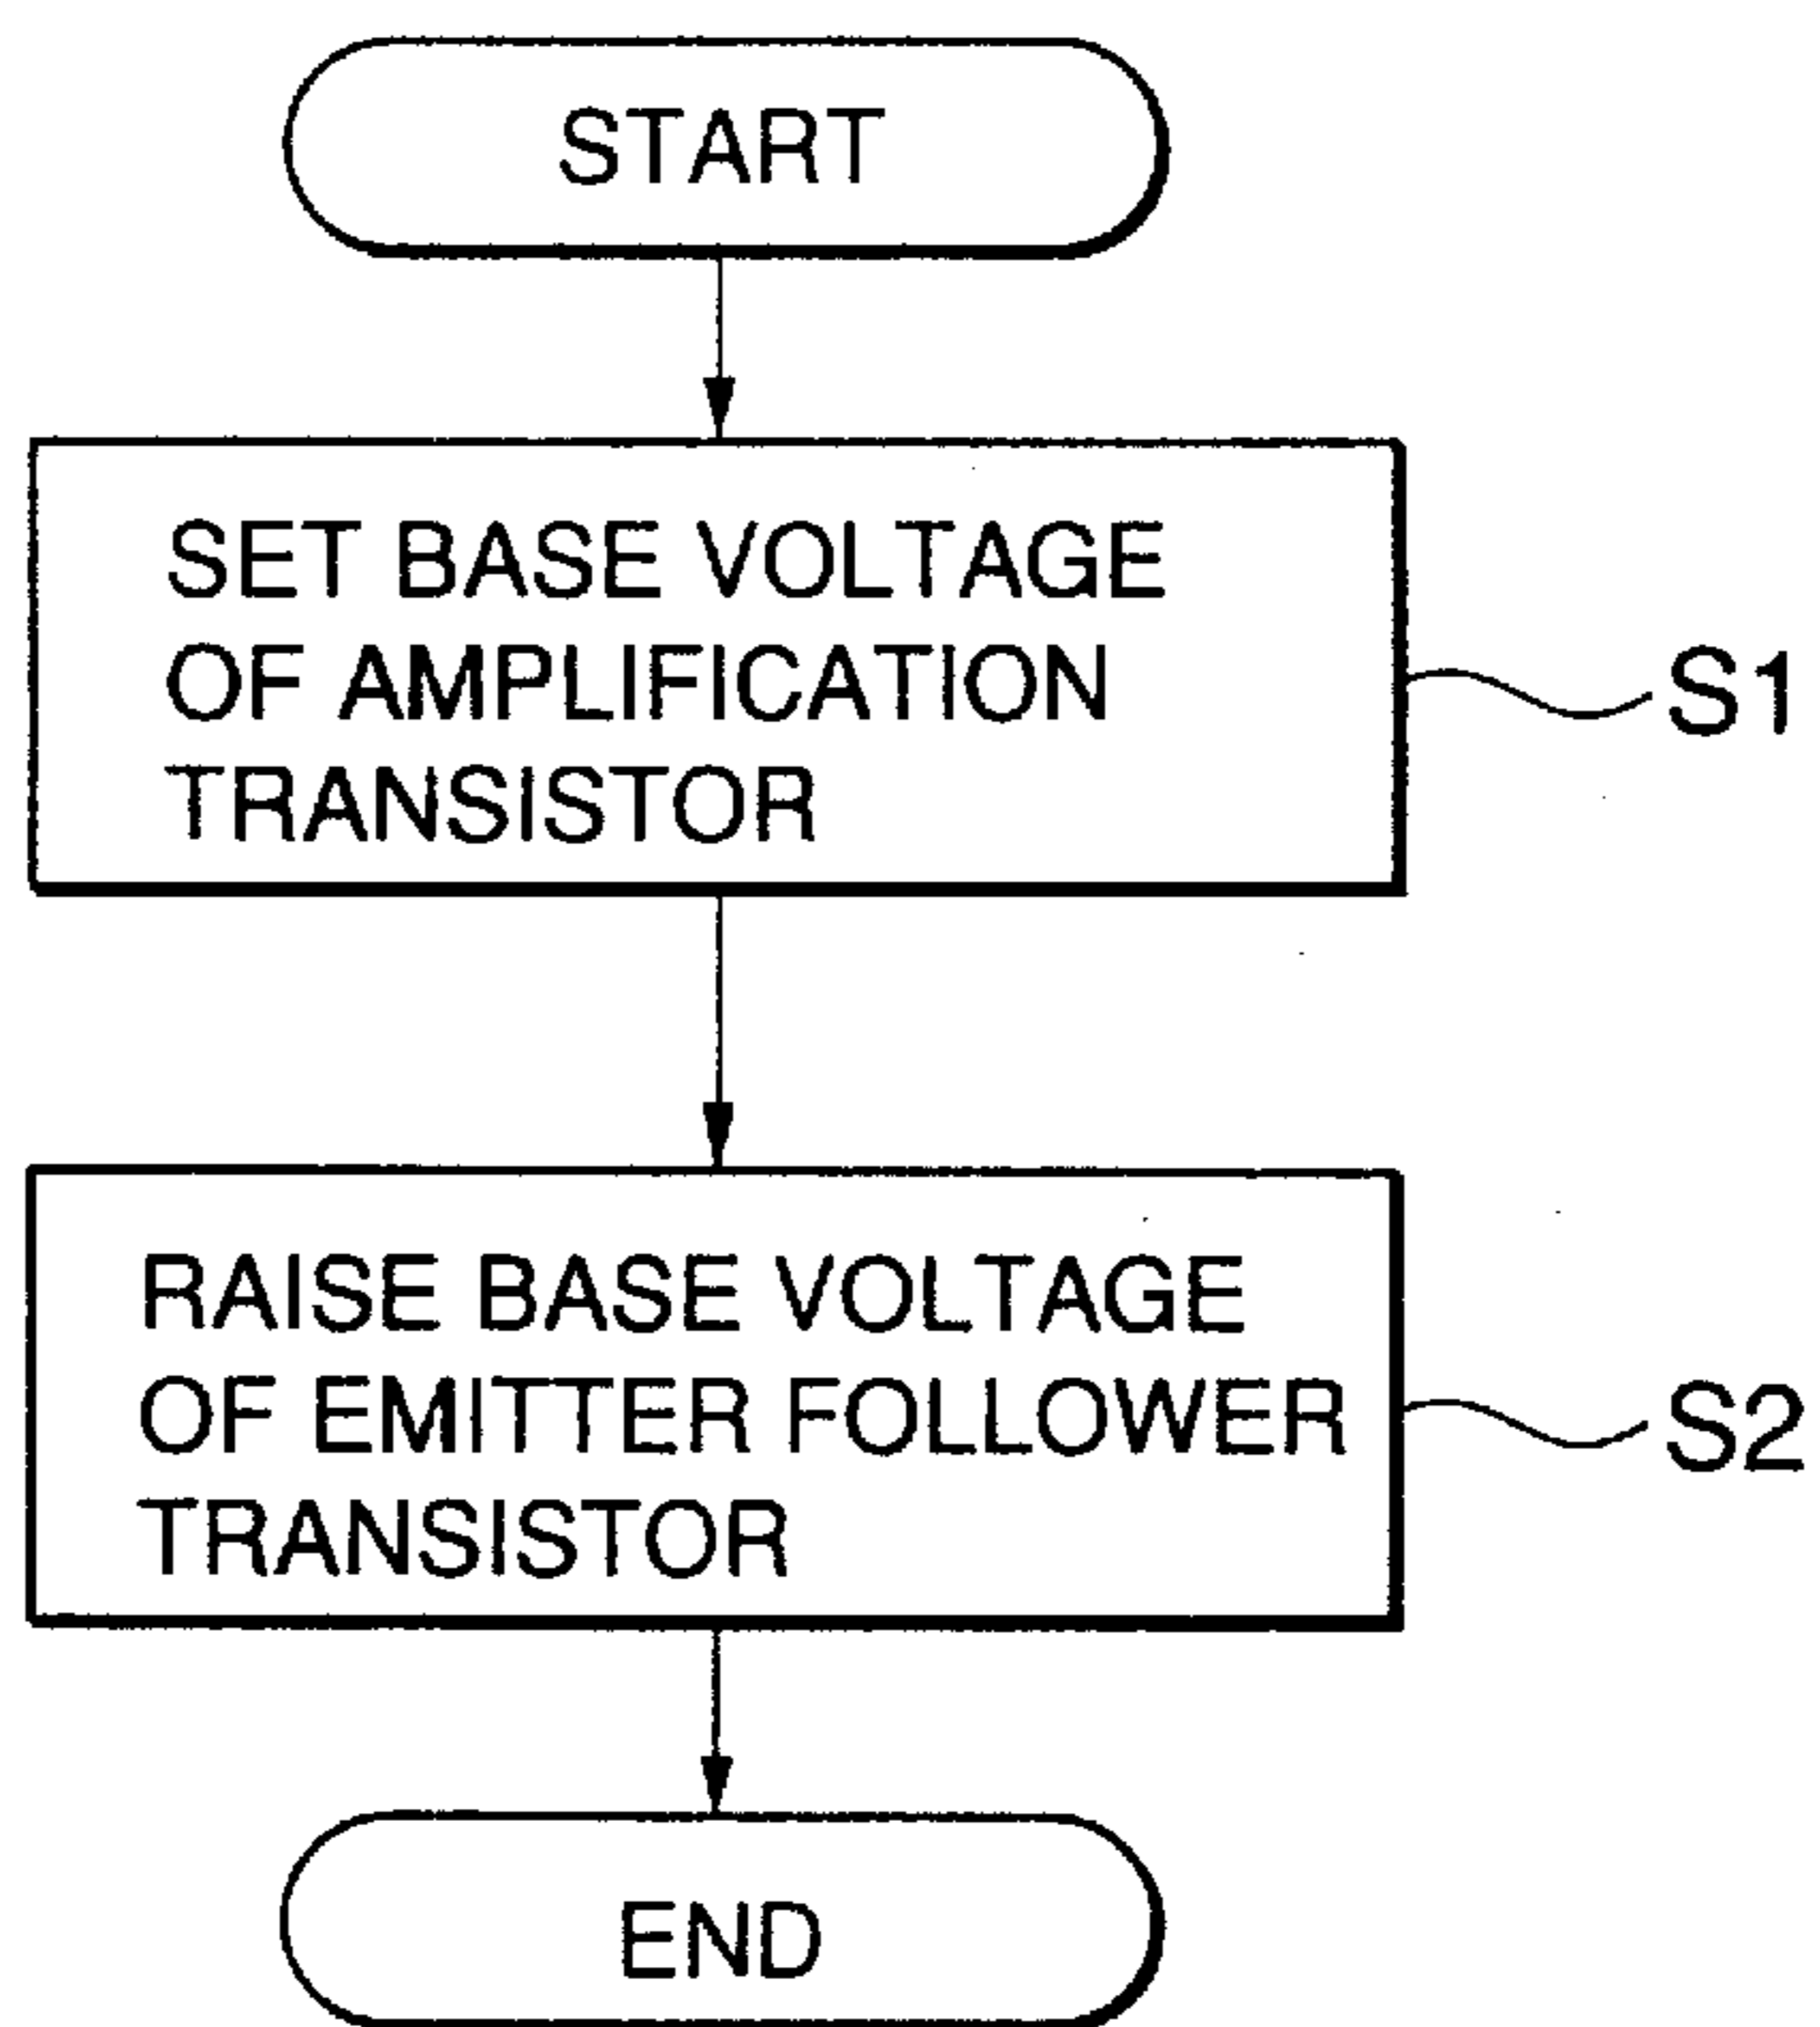 START
SET BASE VOLTAGE
OF AMPLIFICATION
TRANSISTOR
S1
RAISE BASE VOLTAGE
OF EMITTER FOLLOWER
TRANSISTOR
S2
END